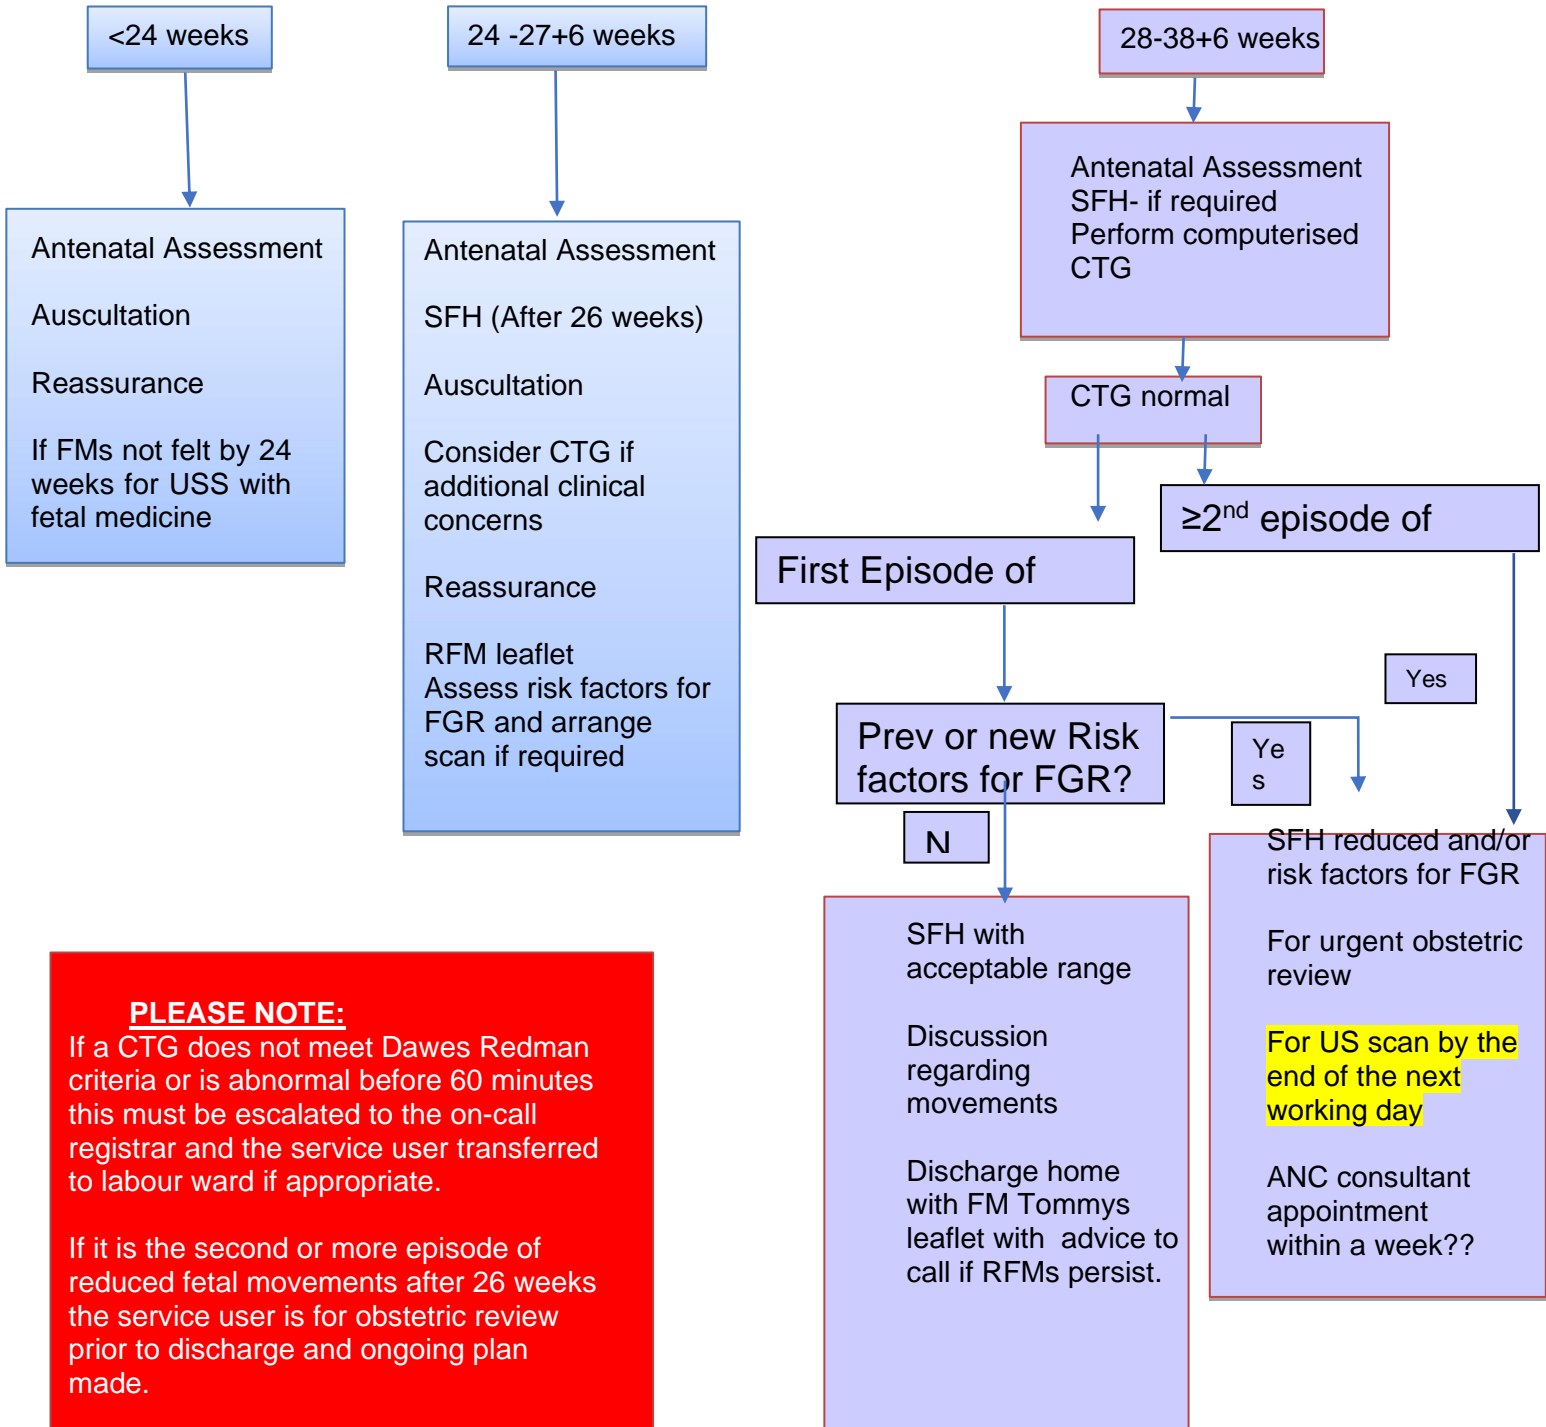 <24 weeks
24 -27+6 weeks
28-38+6 weeks
Antenatal Assessment
Auscultation
Reassurance
If FMs not felt by 24
weeks for USS with
fetal medicine
Antenatal Assessment
SFH (After 26 weeks)
Auscultation
Consider CTG if
additional clinical
concerns
Reassurance
RFM leaflet
Assess risk factors for
FGR and arrange
scan if required
Antenatal Assessment
SFH- if required
Perform computerised
CTG
CTG normal
≥2nd episode of
First Episode of
Yes
Prev or new Risk
factors for FGR?
Ye
s
N
SFH with
acceptable range
Discussion
regarding
movements
Discharge home
with FM Tommys
leaflet with advice to
call if RFMs persist.
SFH reduced and/or
risk factors for FGR
For urgent obstetric
review
For US scan by the
end of the next
working day
ANC consultant
appointment
within a week??
PLEASE NOTE:
If a CTG does not meet Dawes Redman
criteria or is abnormal before 60 minutes
this must be escalated to the on-call
registrar and the service user transferred
to labour ward if appropriate.
If it is the second or more episode of
reduced fetal movements after 26 weeks
the service user is for obstetric review
prior to discharge and ongoing plan
made.